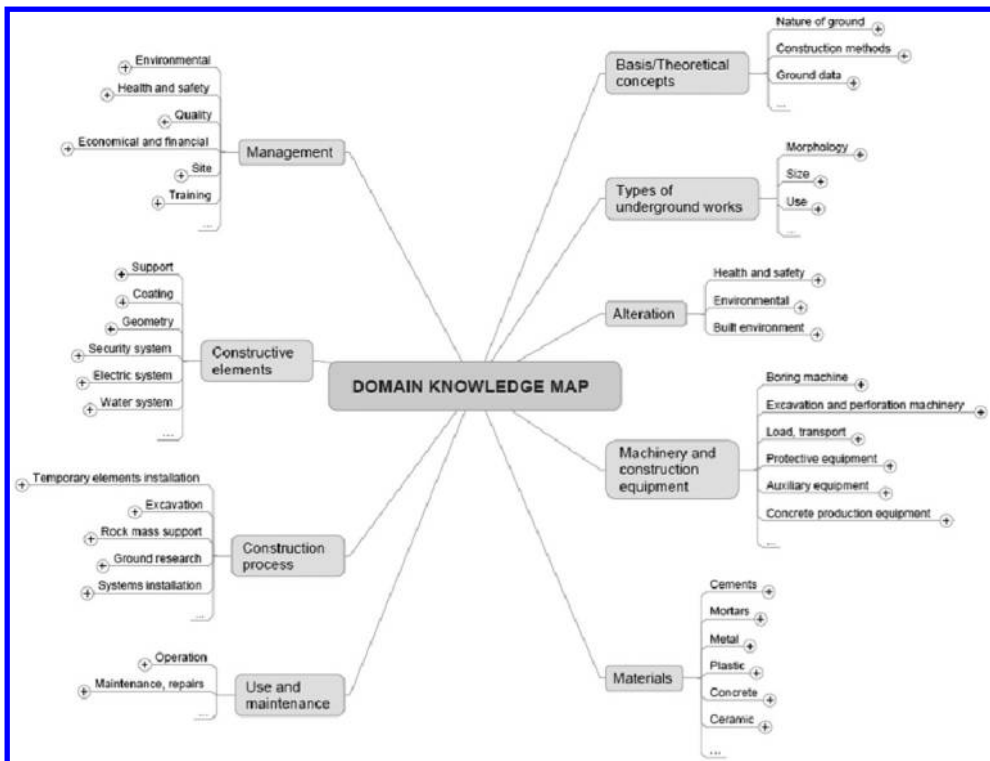 Environmental
Health and safety
Quality
Economical and financial
Site
Training
...
Management
Support
Coating
Geometry
Security system
Electric system
Water system
...
Constructive
elements
Temporary elements installation
Excavation
Rock mass support
Ground research
Systems installation
...
Construction
process
Operation
Maintenance, repairs
...
Use and
maintenance
DOMAIN KNOWLEDGE MAP
Basis/Theoretical
concepts
Nature of ground
Construction methods
Ground data
...
Types of
underground works
Morphology
Size
Use
...
Alteration
Health and safety
Environmental
Built environment
Machinery and
construction
equipment
Boring machine
Excavation and perforation machinery
Load, transport
Protective equipment
Auxiliary equipment
Concrete production equipment
...
Materials
Cements
Mortars
Metal
Plastic
Concrete
Ceramic
...